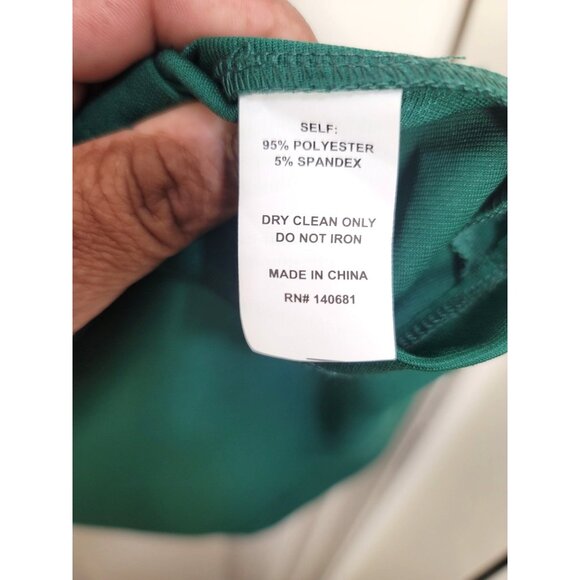 SELF:
95% POLYESTER
5% SPANDEX
DRY CLEAN ONLY
DO NOT IRON
MADE IN CHINA
RN# 140681